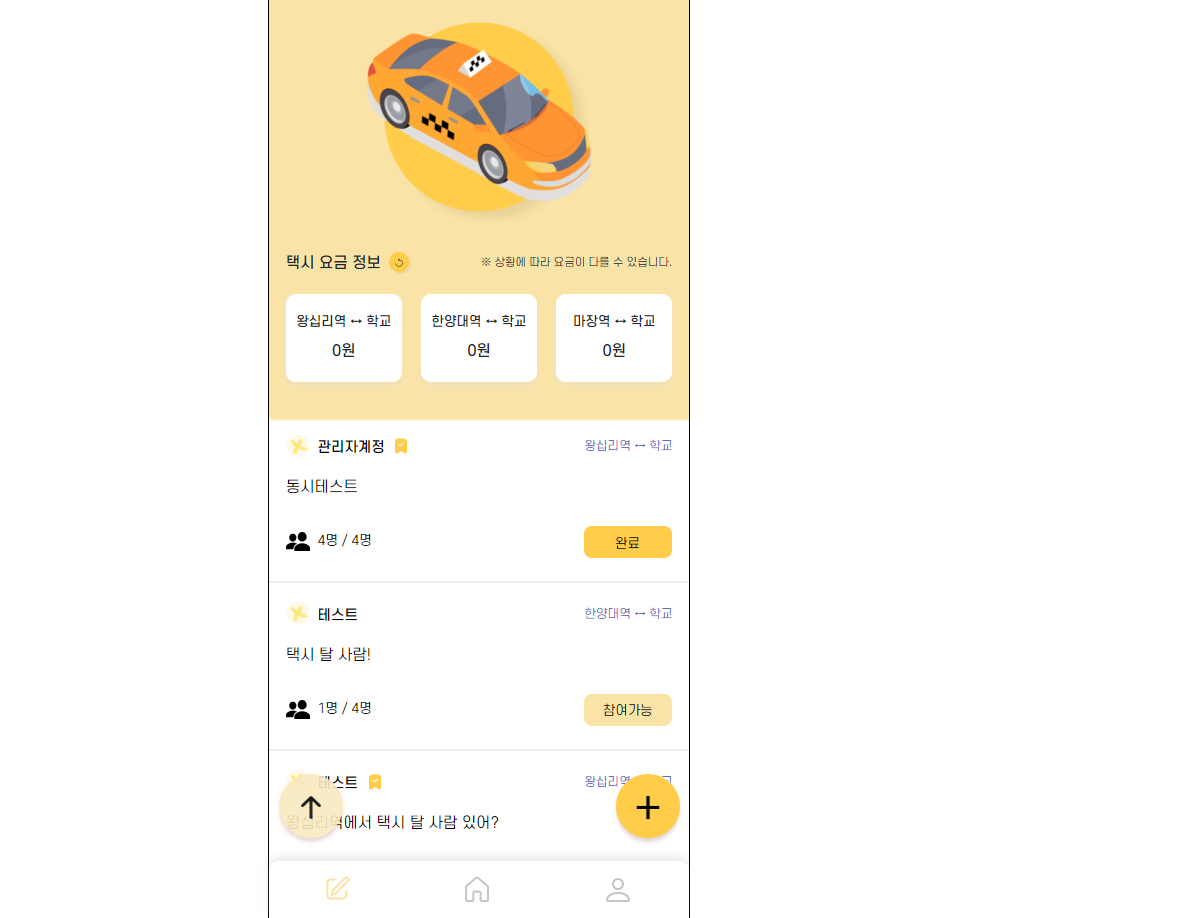 택시 요금 정보
※ 상황에 따라 요금이 다를 수 있습니다.
왕십리역 ↔ 학교
0원
한양대역 ↔ 학교
0원
마장역 ↔ 학교
0원
관리자계정
왕십리역 ↔ 학교
동시테스트
4명 / 4명
완료
테스트
한양대역 ↔ 학교
택시 탈 사람!
1명 / 4명
참여가능
테스트
왕십리역 ↔ 학교
왕십리역에서 택시 탈 사람 있어?